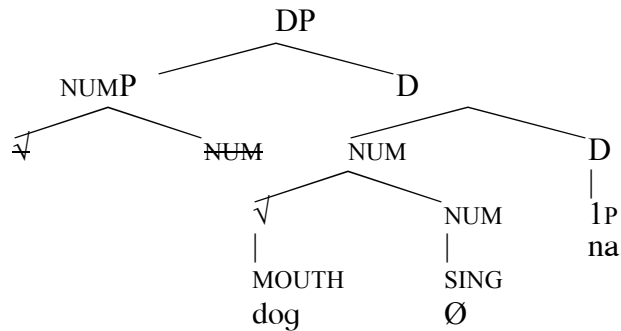 DP
NUMP D
√ NUM NUM D
√ NUM 1P
na
MOUTH SING
dog Ø